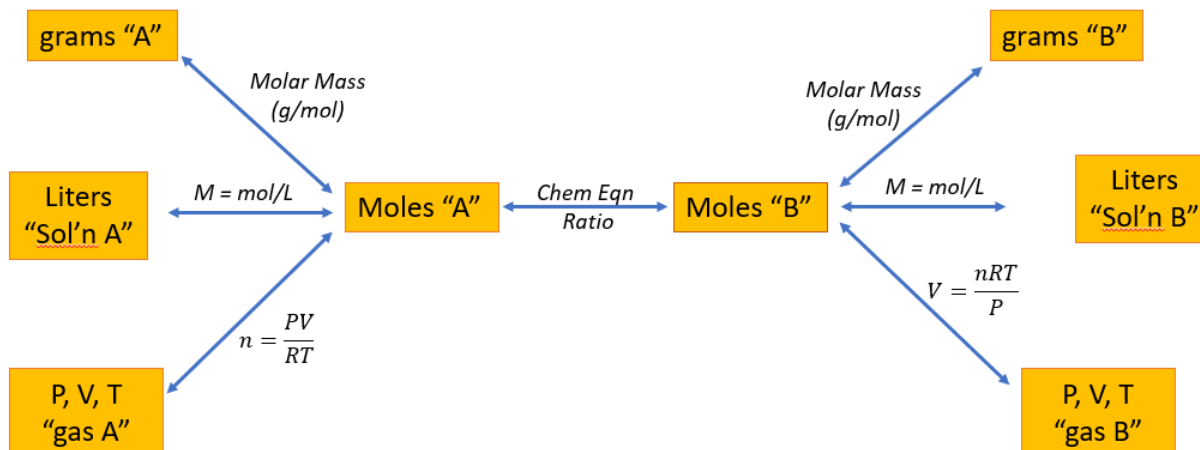 grams “A”
grams “B”
Molar Mass
(g/mol)
Molar Mass
(g/mol)
Liters
“Sol’n A”
M = mol/L
Moles “A”
Chem Eqn
Ratio
Moles “B”
M = mol/L
Liters
“Sol’n B”
n = PV/RT
V = nRT/P
P, V, T
“gas A”
P, V, T
“gas B”